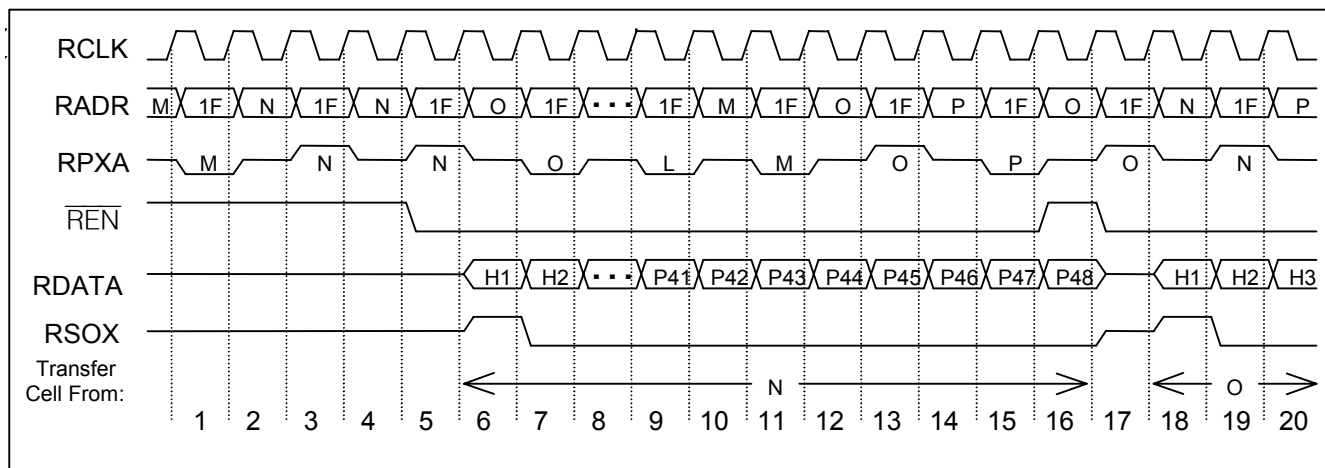 RCLK
RADR M 1F N 1F N 1F O 1F ··· 1F M 1F O 1F P 1F O 1F N 1F P
RPXA M N N O L M O P O N
REN
RDATA H1 H2 ··· P41 P42 P43 P44 P45 P46 P47 P48 H1 H2 H3
RSOX
Transfer
Cell From: N O
1 2 3 4 5 6 7 8 9 10 11 12 13 14 15 16 17 18 19 20